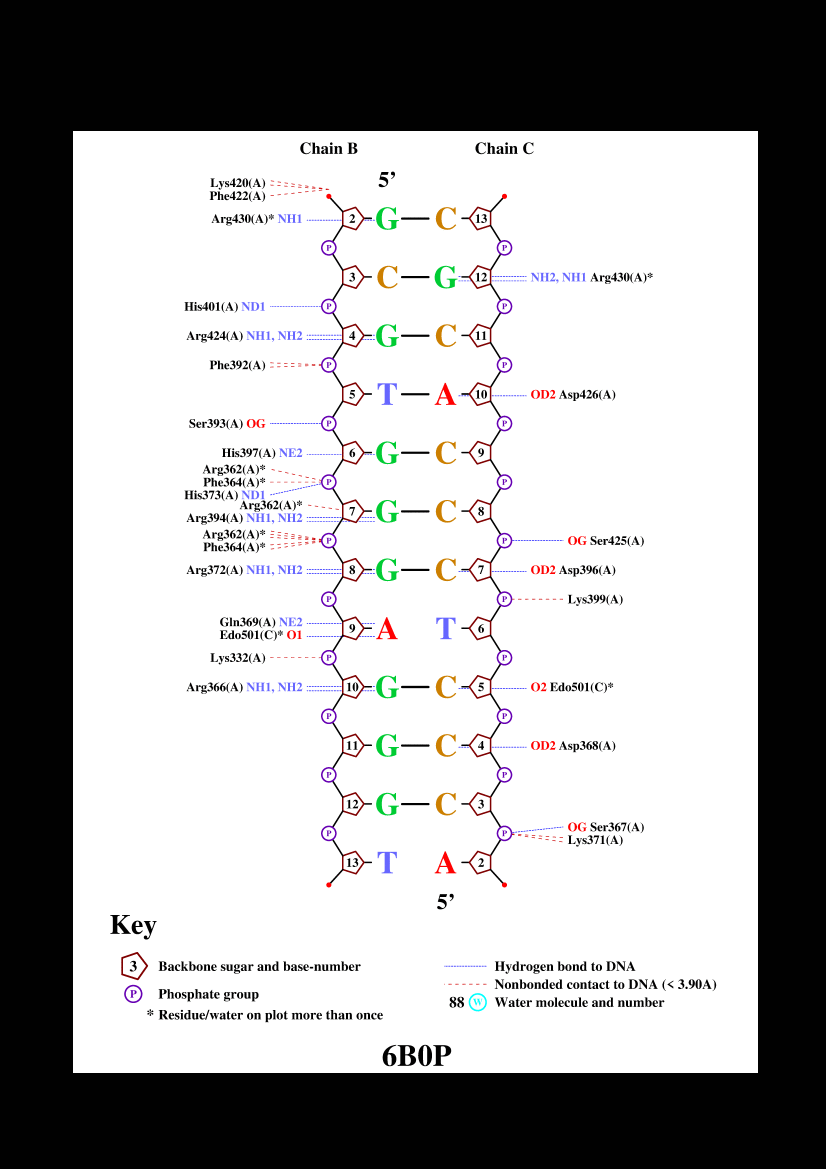 Chain B Chain C
5’
Lys420(A)
Phe422(A)
Arg430(A)* NH1 2 G C 13
P P
3 C G 12 NH2, NH1 Arg430(A)*
His401(A) ND1 P P
Arg424(A) NH1, NH2 4 G C 11
Phe392(A) P P
5 T A 10 OD2 Asp426(A)
Ser393(A) OG P P
His397(A) NE2 6 G C 9
Arg362(A)*
Phe364(A)* P P
His373(A) ND1
Arg362(A)*
7 G C 8
Arg394(A) NH1, NH2
Arg362(A)*
P P OG Ser425(A)
Phe364(A)*
Arg372(A) NH1, NH2 8 G C 7 OD2 Asp396(A)
P P Lys399(A)
Gln369(A) NE2
9 A T 6
Edo501(C)* O1
Lys332(A) P P
Arg366(A) NH1, NH2 10 G C 5 O2 Edo501(C)*
P P
11 G C 4 OD2 Asp368(A)
P P
12 G C 3
OG Ser367(A)
P P
Lys371(A)
13 T A 2
5’
Key
3 Backbone sugar and base-number Hydrogen bond to DNA
Nonbonded contact to DNA (< 3.90A)
P Phosphate group
88 W Water molecule and number
* Residue/water on plot more than once
6B0P